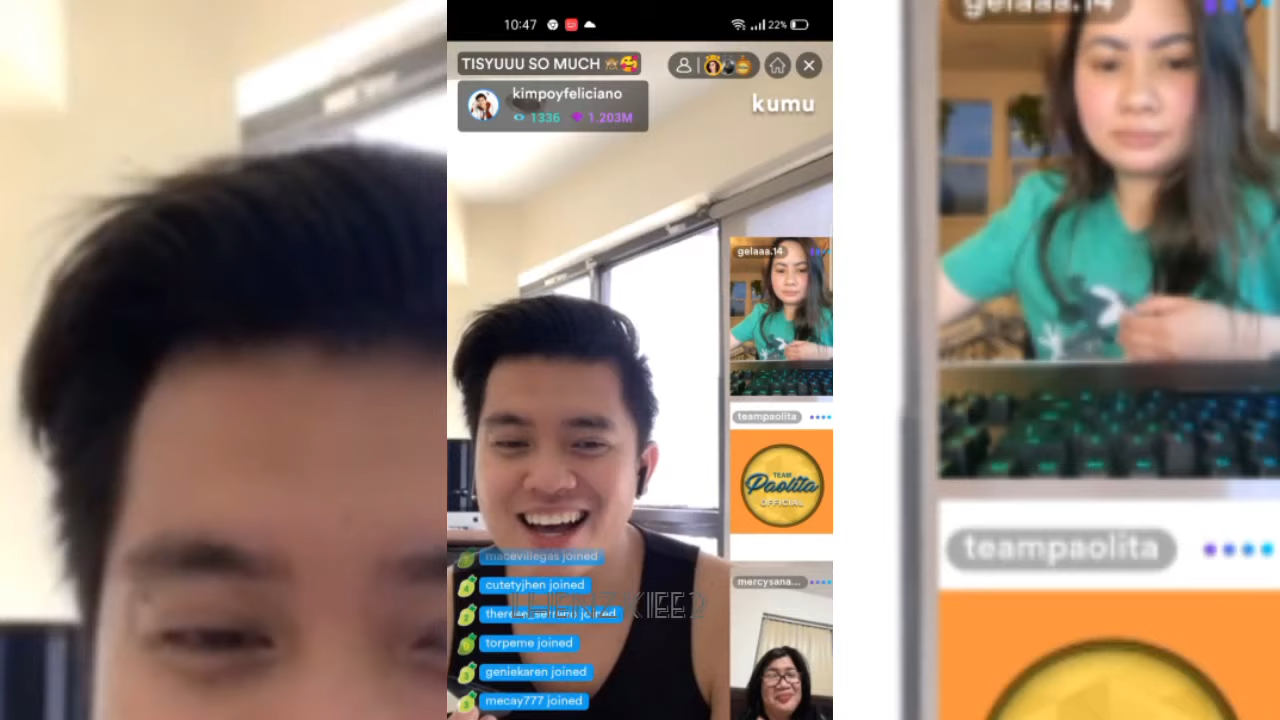 10:47
22%
TISYUUU SO MUCH
kimpoyfeliciano
1336 1.203M
kumu
gelaaa.14
teampaolita
TEAM
Paolita
OFFICIAL
mercysana...
macevillegas joined
cutetyjhen joined
joined
torpeme joined
geniekaren joined
mecay777 joined
gelaaa.14
teampaolita